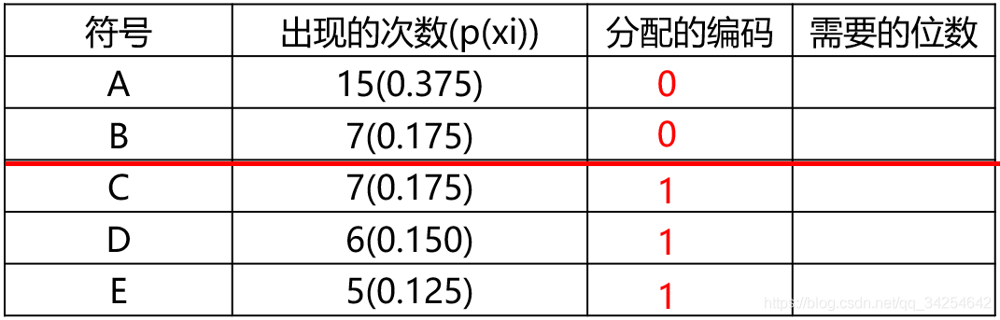 符号 出现的次数(p(xi)) 分配的编码 需要的位数
A 15(0.375) 0
B 7(0.175) 0
C 7(0.175) 1
D 6(0.150) 1
E 5(0.125) 1
https://blog.csdn.net/qq_34254642